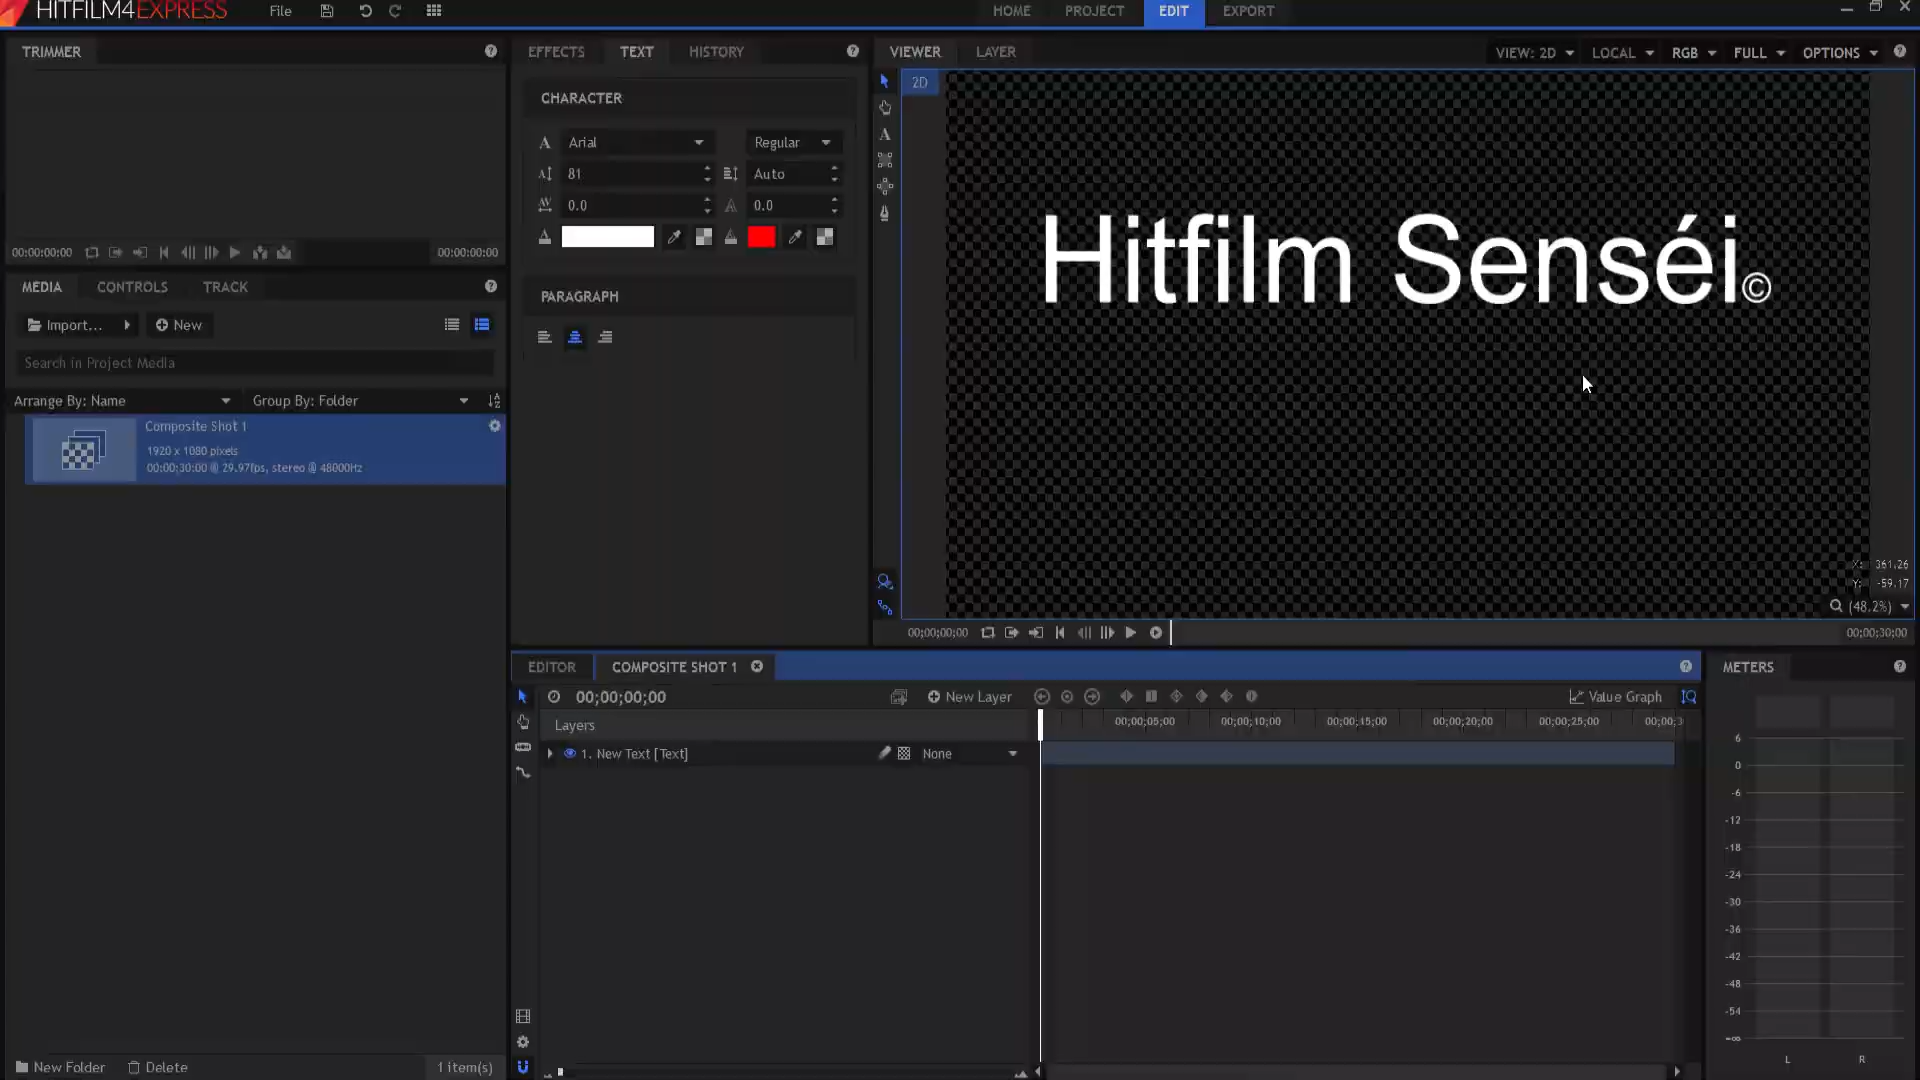 HITFILM4EXPRESS
File
HOME
PROJECT
EDIT
EXPORT
TRIMMER
EFFECTS
TEXT
HISTORY
VIEWER
LAYER
VIEW: 2D
LOCAL
RGB
FULL
OPTIONS
2D
CHARACTER
Arial
Regular
81
Auto
0.0
0.0
PARAGRAPH
Hitfilm Senséi©
00:00:00:00
00:00:00:00
MEDIA
CONTROLS
TRACK
Import...
New
Search in Project Media
Arrange By: Name
Group By: Folder
Composite Shot 1
1920 x 1080 pixels
00:00;30:00 @ 29.97fps, stereo @ 48000Hz
X: 361.26
Y: -59.17
(48.2%)
00;00;00;00
00;00;30;00
EDITOR
COMPOSITE SHOT 1
METERS
00;00;00;00
New Layer
Value Graph
Layers
00;00;05;00
00;00;10;00
00;00;15;00
00;00;20;00
00;00;25;00
00;00;3
1. New Text [Text]
None
6
0
-6
-12
-18
-24
-30
-36
-42
-48
-54
-∞
L
R
New Folder
Delete
1 item(s)